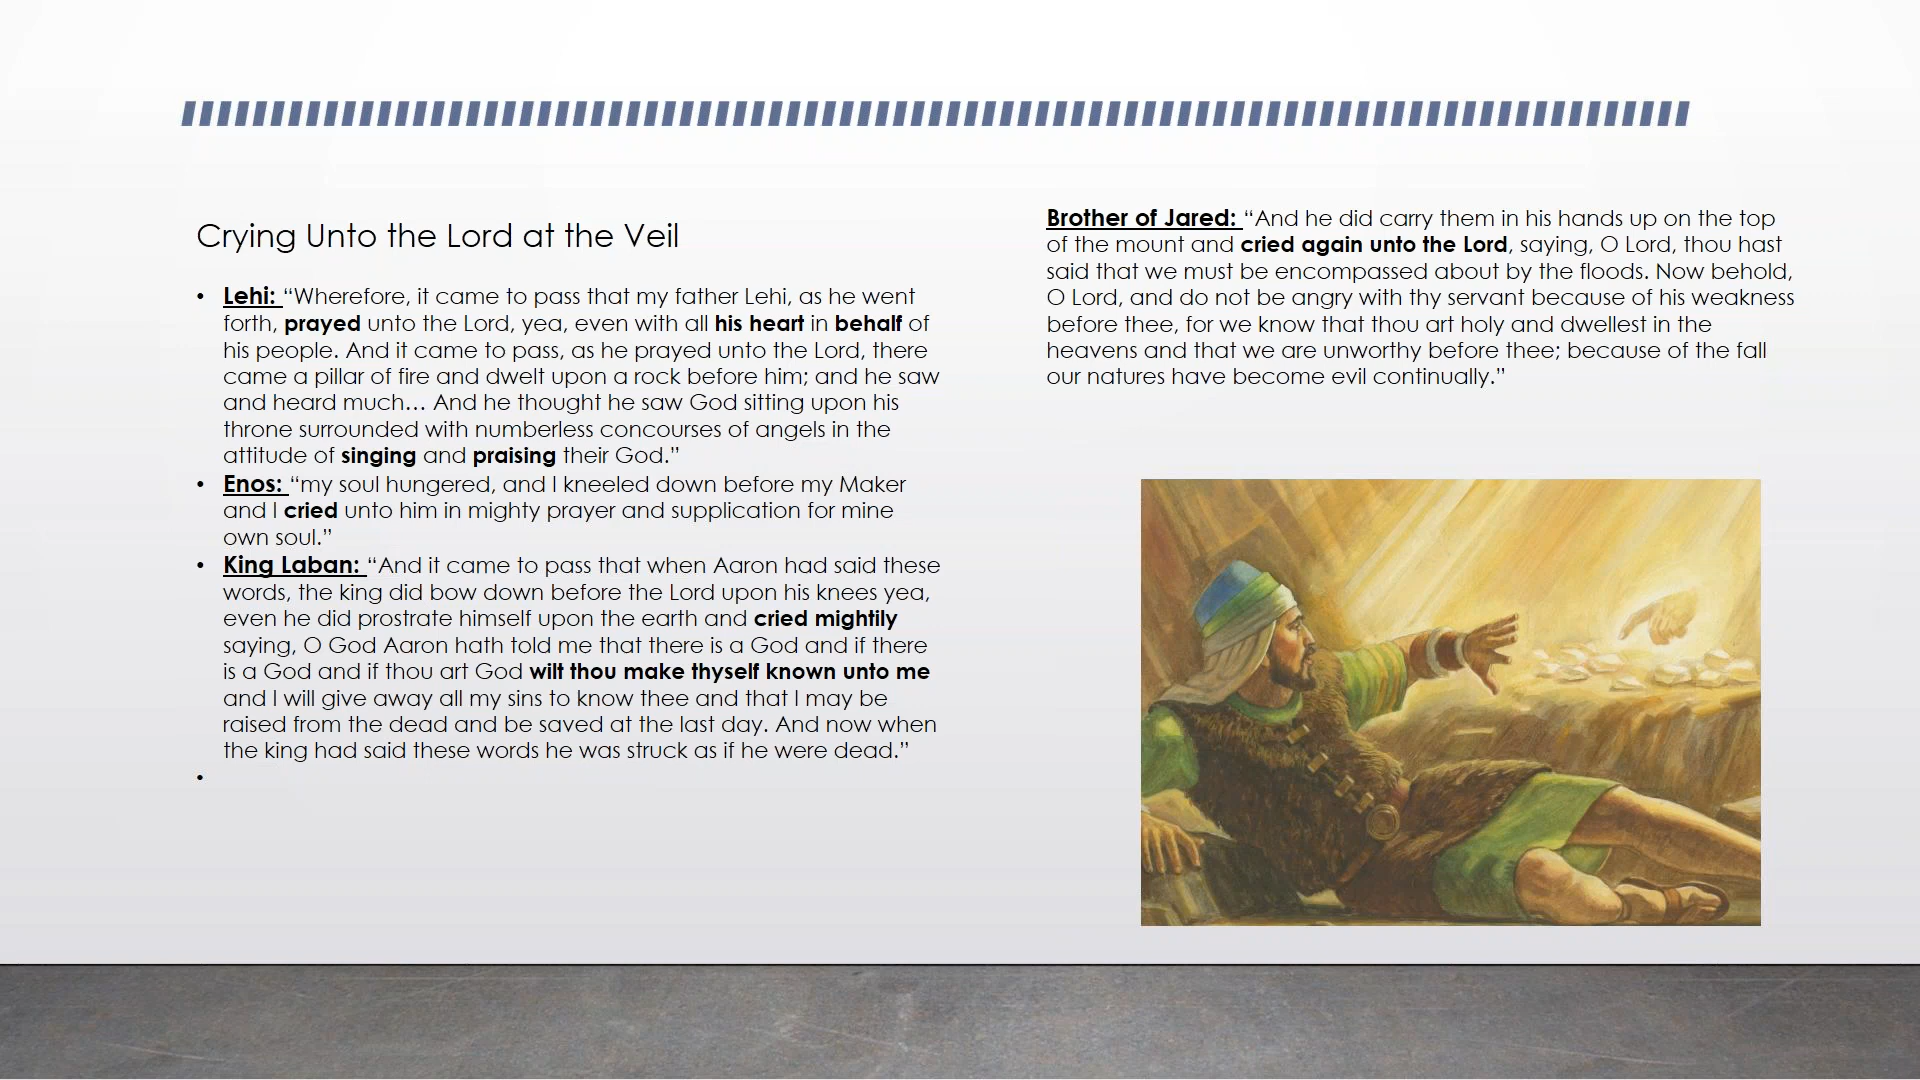 Crying Unto the Lord at the Veil
• Lehi: “Wherefore, it came to pass that my father Lehi, as he went
forth, prayed unto the Lord, yea, even with all his heart in behalf of
his people. And it came to pass, as he prayed unto the Lord, there
came a pillar of fire and dwelt upon a rock before him; and he saw
and heard much… And he thought he saw God sitting upon his
throne surrounded with numberless concourses of angels in the
attitude of singing and praising their God.”
• Enos: “my soul hungered, and I kneeled down before my Maker
and I cried unto him in mighty prayer and supplication for mine
own soul.”
• King Laban: “And it came to pass that when Aaron had said these
words, the king did bow down before the Lord upon his knees yea,
even he did prostrate himself upon the earth and cried mightily
saying, O God Aaron hath told me that there is a God and if there
is a God and if thou art God wilt thou make thyself known unto me
and I will give away all my sins to know thee and that I may be
raised from the dead and be saved at the last day. And now when
the king had said these words he was struck as if he were dead.”
•
Brother of Jared: “And he did carry them in his hands up on the top
of the mount and cried again unto the Lord, saying, O Lord, thou hast
said that we must be encompassed about by the floods. Now behold,
O Lord, and do not be angry with thy servant because of his weakness
before thee, for we know that thou art holy and dwellest in the
heavens and that we are unworthy before thee; because of the fall
our natures have become evil continually.”